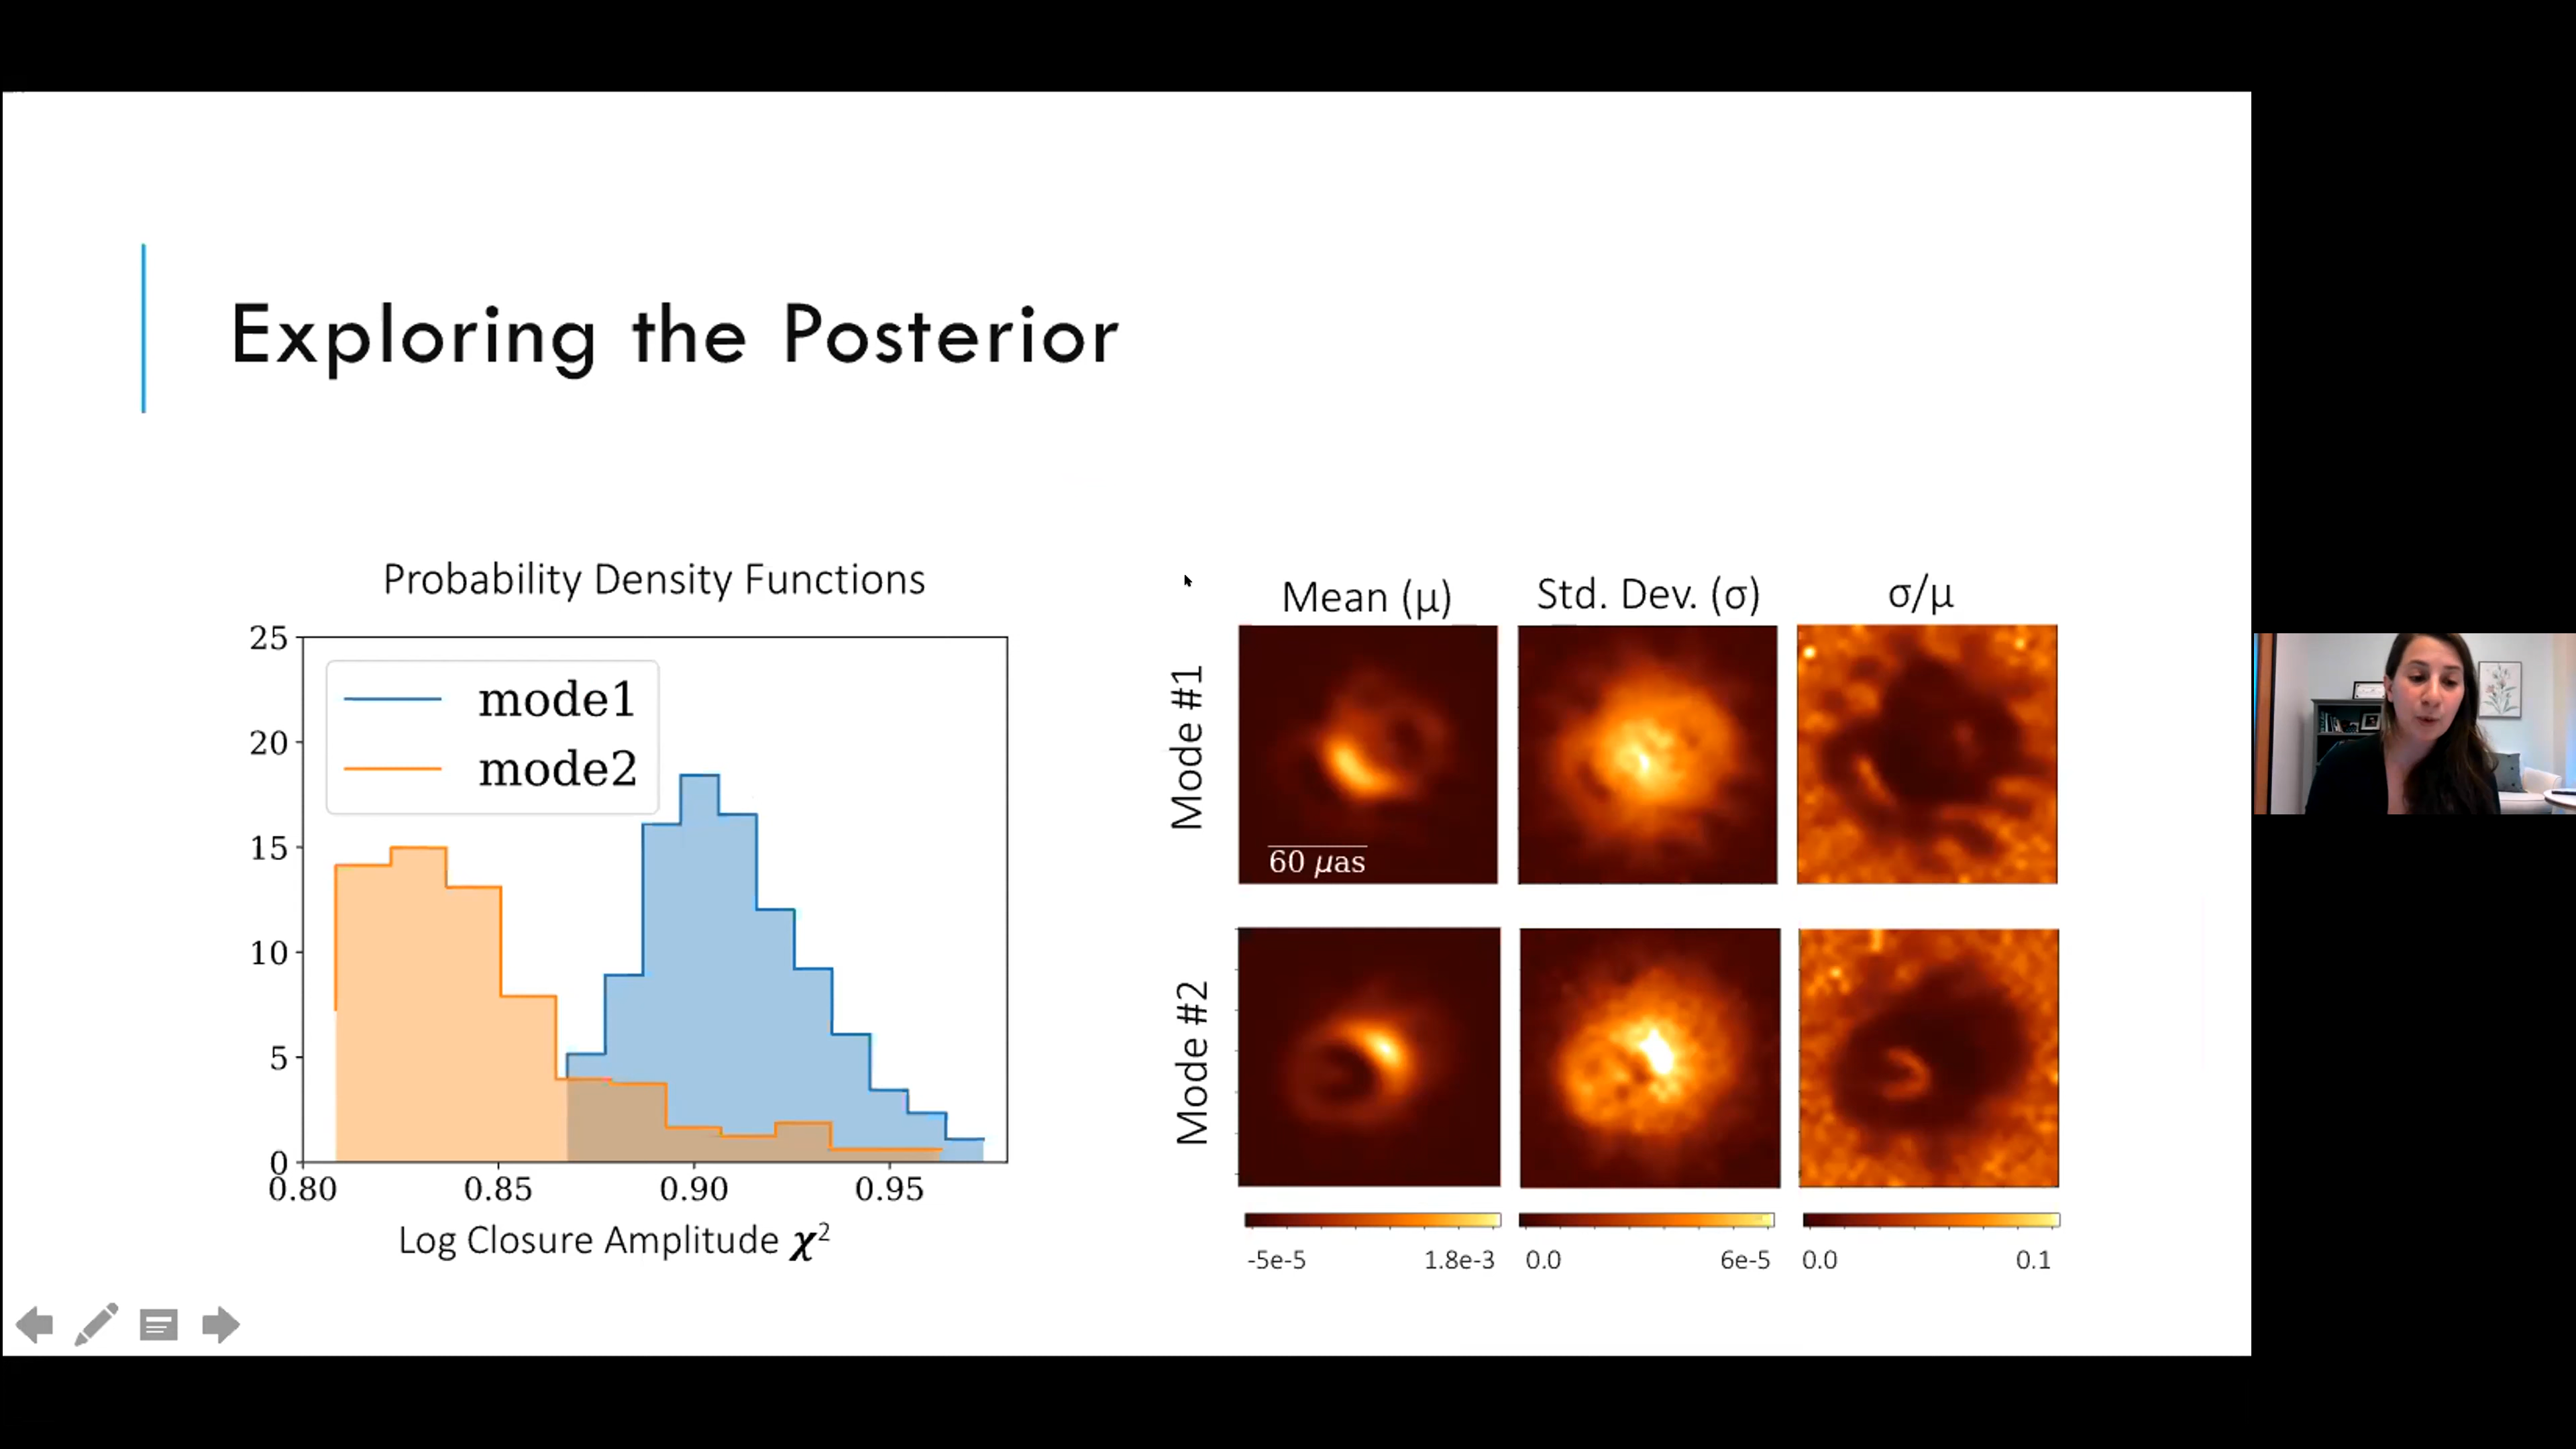 Exploring the Posterior
Probability Density Functions
25
20
15
10
5
0
mode1
mode2
0.80 0.85 0.90 0.95
Log Closure Amplitude χ²
Mean (μ) Std. Dev. (σ) σ/μ
Mode #1
60 μas
Mode #2
-5e-5 1.8e-3 0.0 6e-5 0.0 0.1